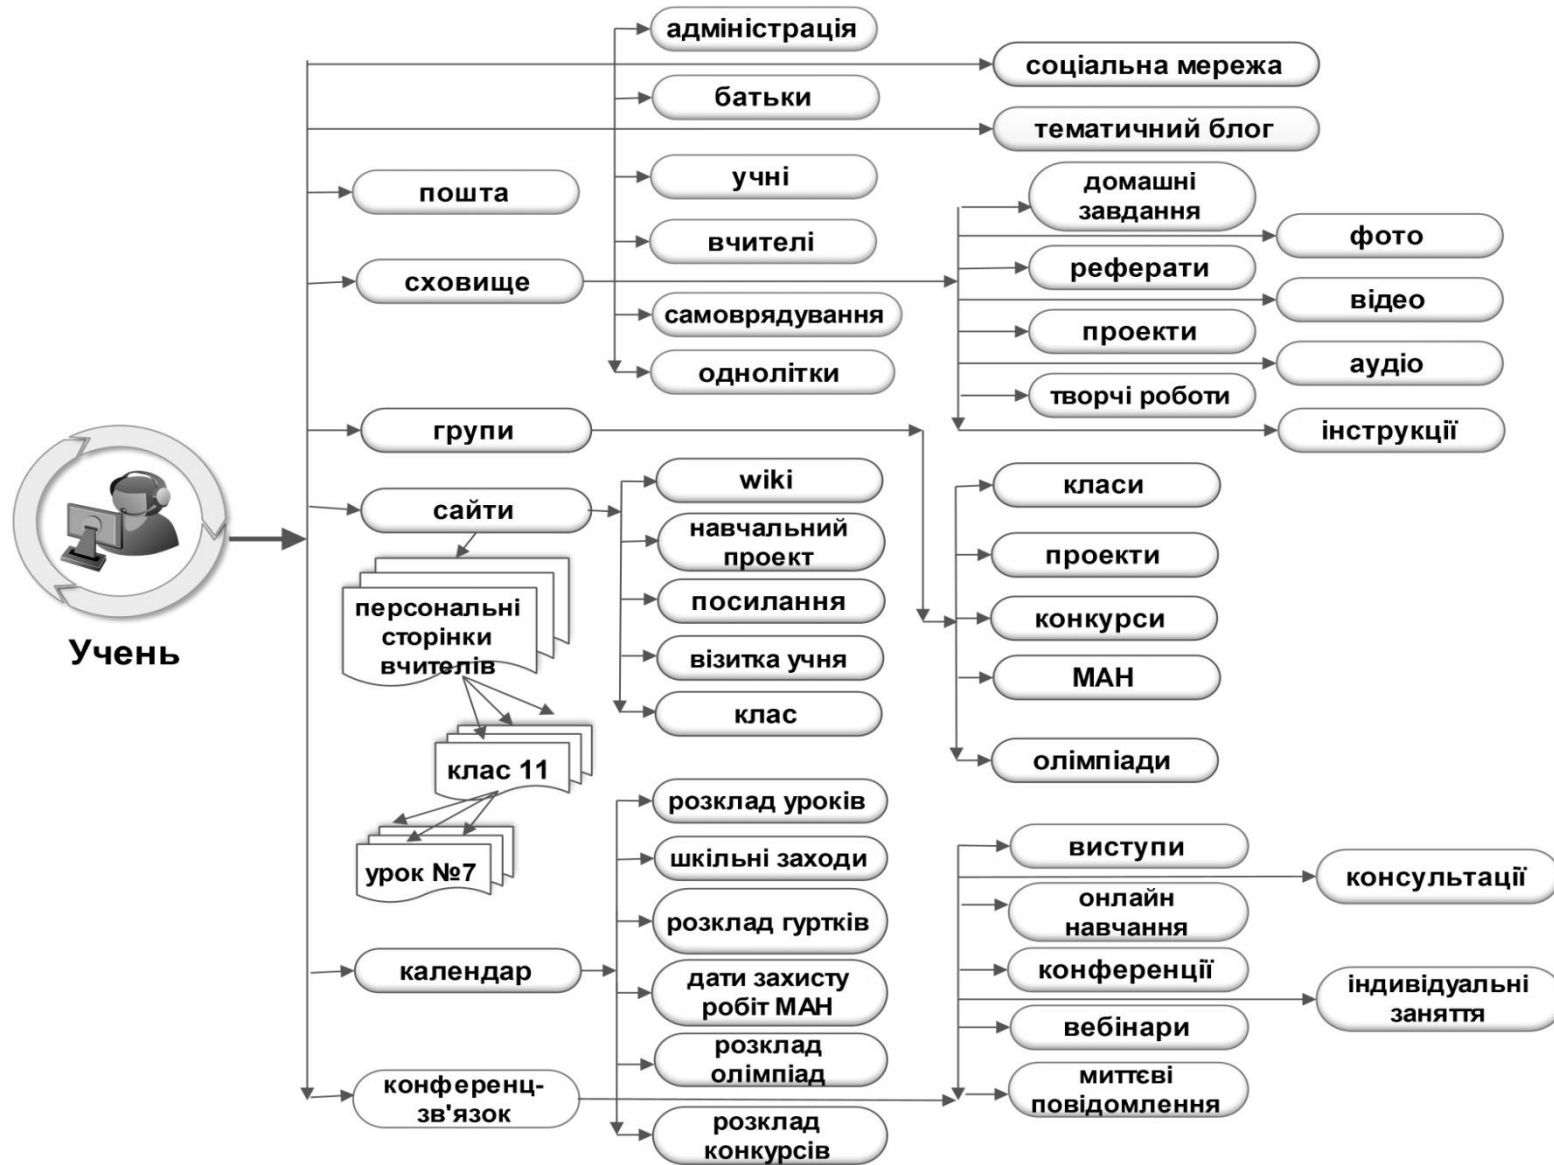 адміністрація
соціальна мережа
батьки
тематичний блог
учні
пошта
домашні
завдання
фото
вчителі
реферати
сховище
відео
самоврядування
проекти
аудіо
однолітки
творчі роботи
групи
інструкції
wiki
класи
сайти
навчальний
проект
проекти
персональні
сторінки
вчителів
посилання
конкурси
Учень
візитка учня
МАН
клас
клас 11
олімпіади
розклад уроків
урок №7
шкільні заходи
виступи
консультації
розклад гуртків
онлайн
навчання
календар
дати захисту
робіт МАН
конференції
індивідуальні
заняття
вебінари
розклад
олімпіад
конференц-
зв'язок
миттєві
повідомлення
розклад
конкурсів